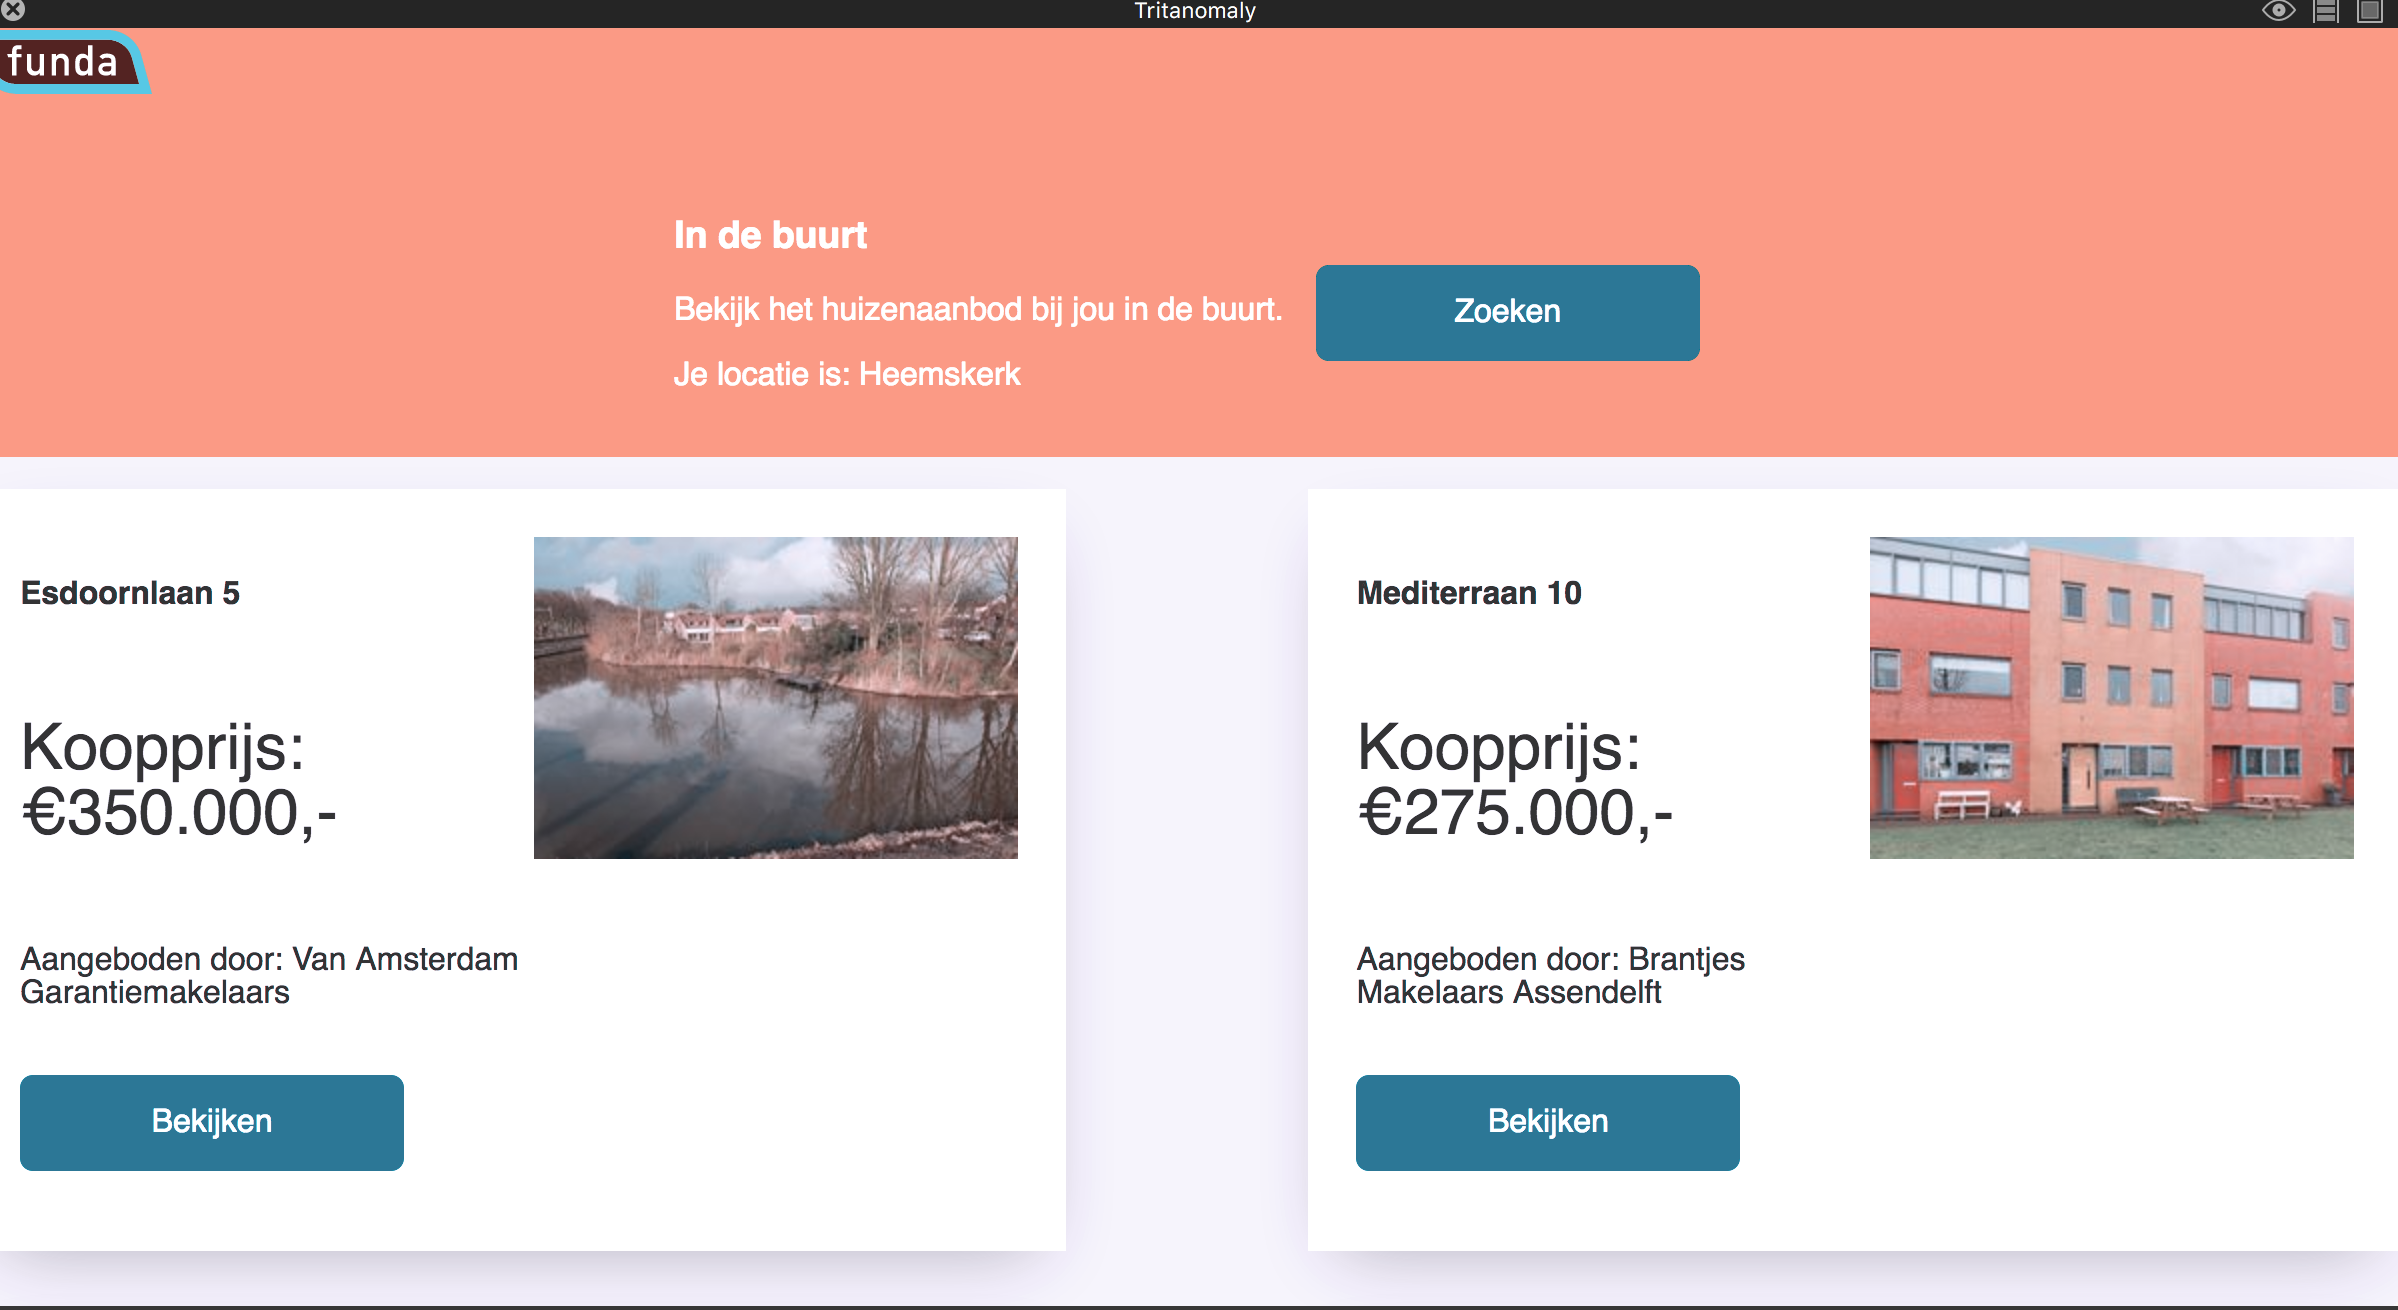 Tritanomaly
funda
In de buurt
Bekijk het huizenaanbod bij jou in de buurt.
Je locatie is: Heemskerk
Zoeken
Esdoornlaan 5
Koopprijs:
€350.000,-
Aangeboden door: Van Amsterdam
Garantiemakelaars
Bekijken
Mediterraan 10
Koopprijs:
€275.000,-
Aangeboden door: Brantjes
Makelaars Assendelft
Bekijken